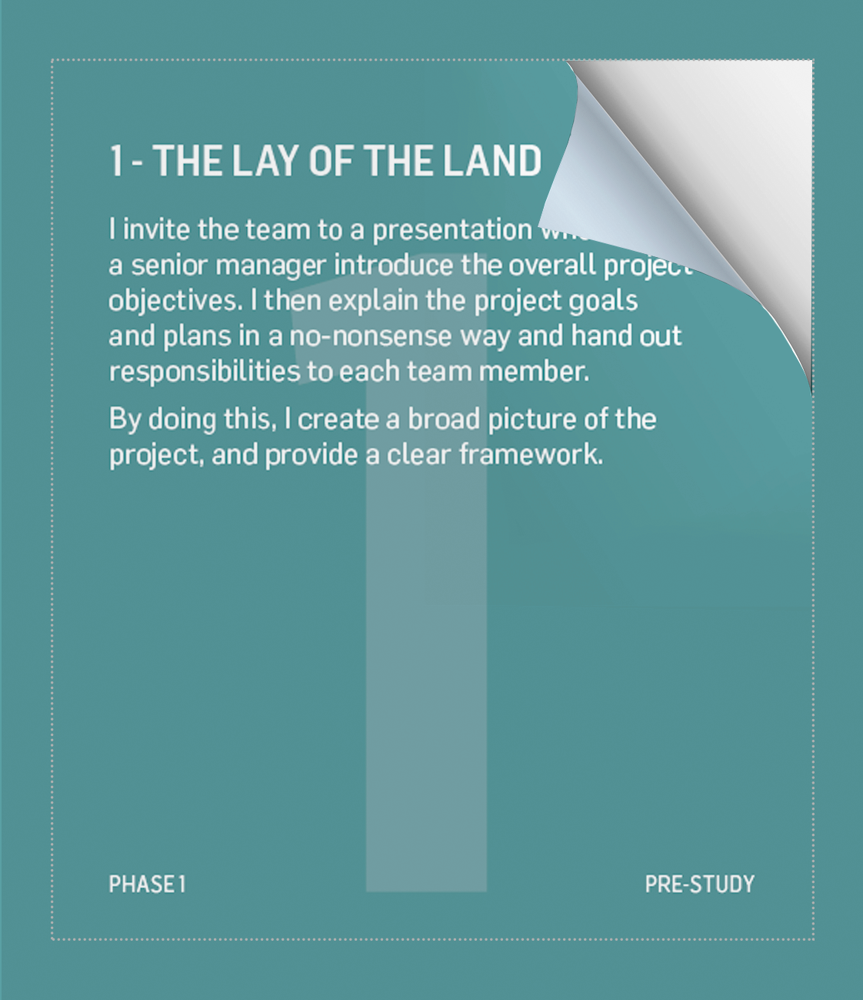 1 - THE LAY OF THE LAND
I invite the team to a presentation
a senior manager introduce the overall project
objectives. I then explain the project goals
and plans in a no-nonsense way and hand out
responsibilities to each team member.
By doing this, I create a broad picture of the
project, and provide a clear framework.
1
PHASE 1
PRE-STUDY